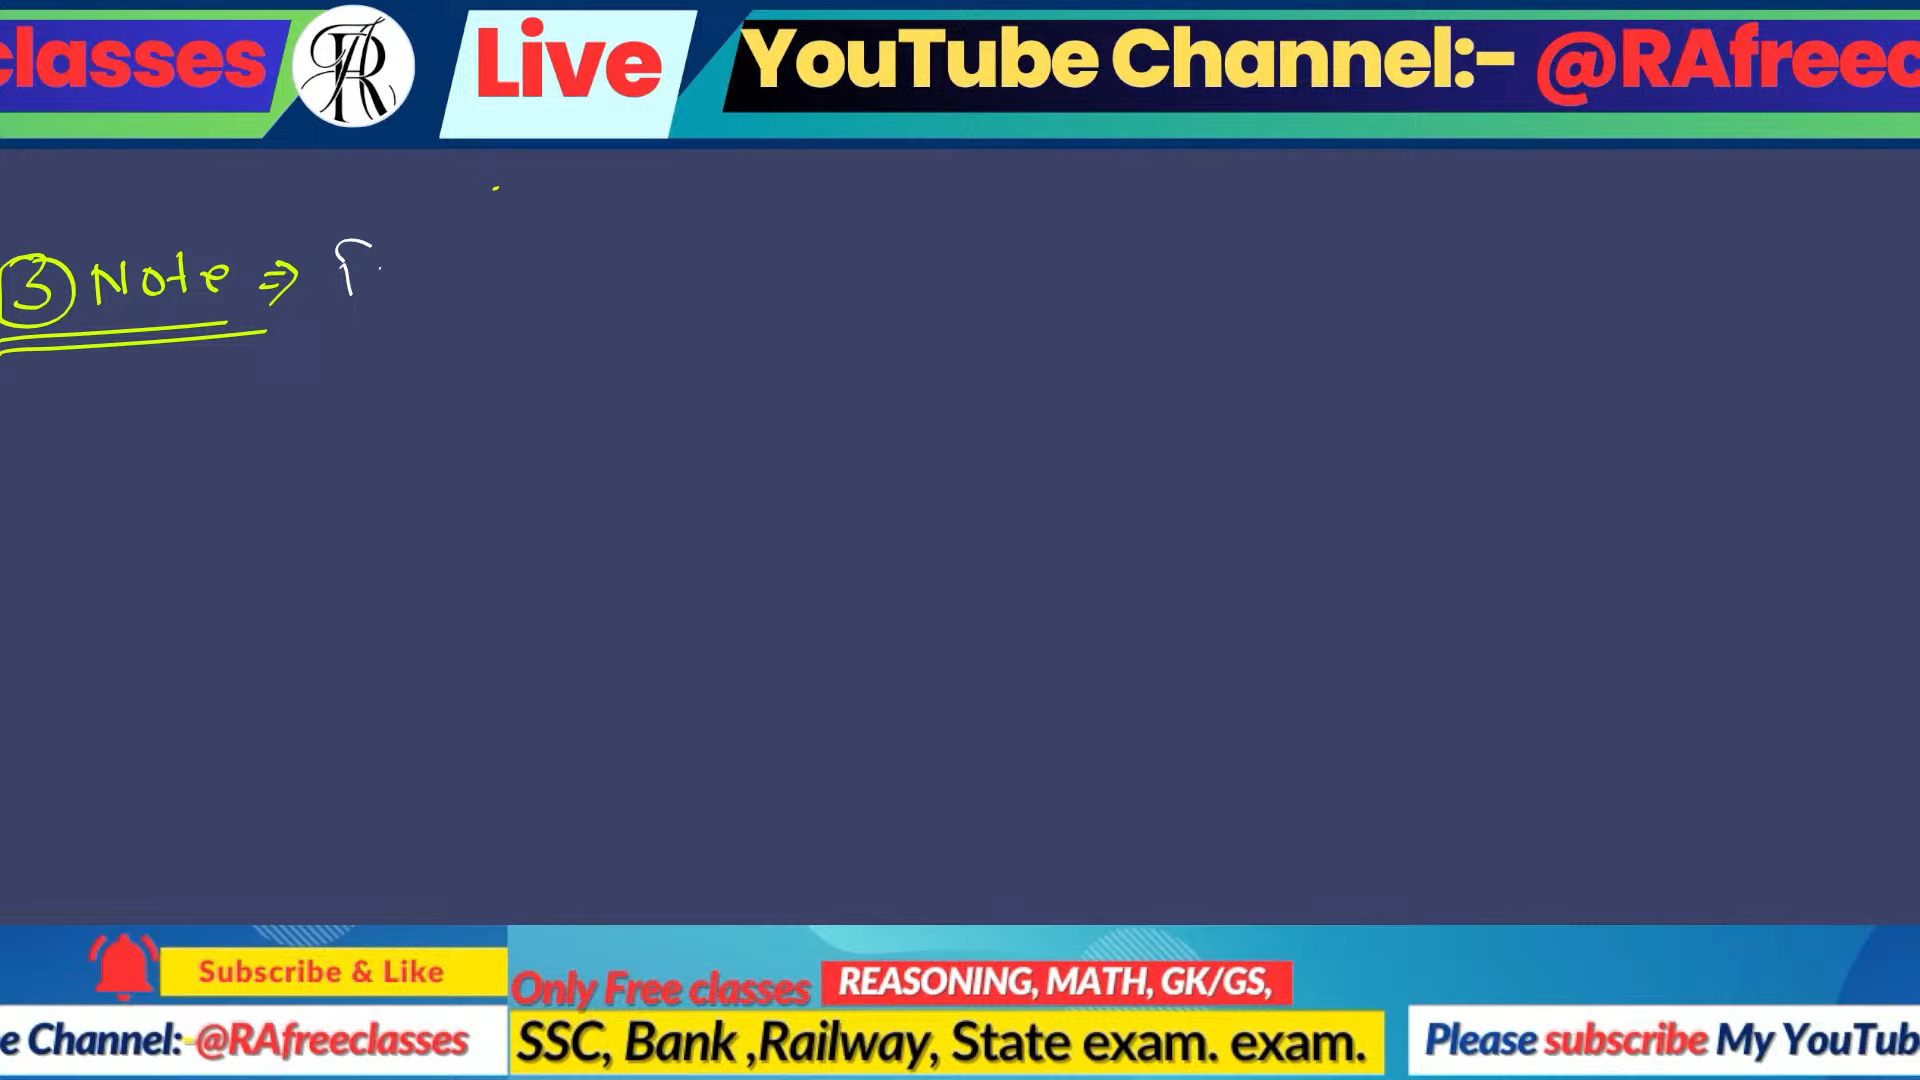 classes
Live
YouTube Channel:- @RAfreec
③ Note ⇒
Subscribe & Like
Only Free classes REASONING, MATH, GK/GS,
e Channel:-@RAfreeclasses
SSC, Bank ,Railway, State exam. exam.
Please subscribe My YouTub